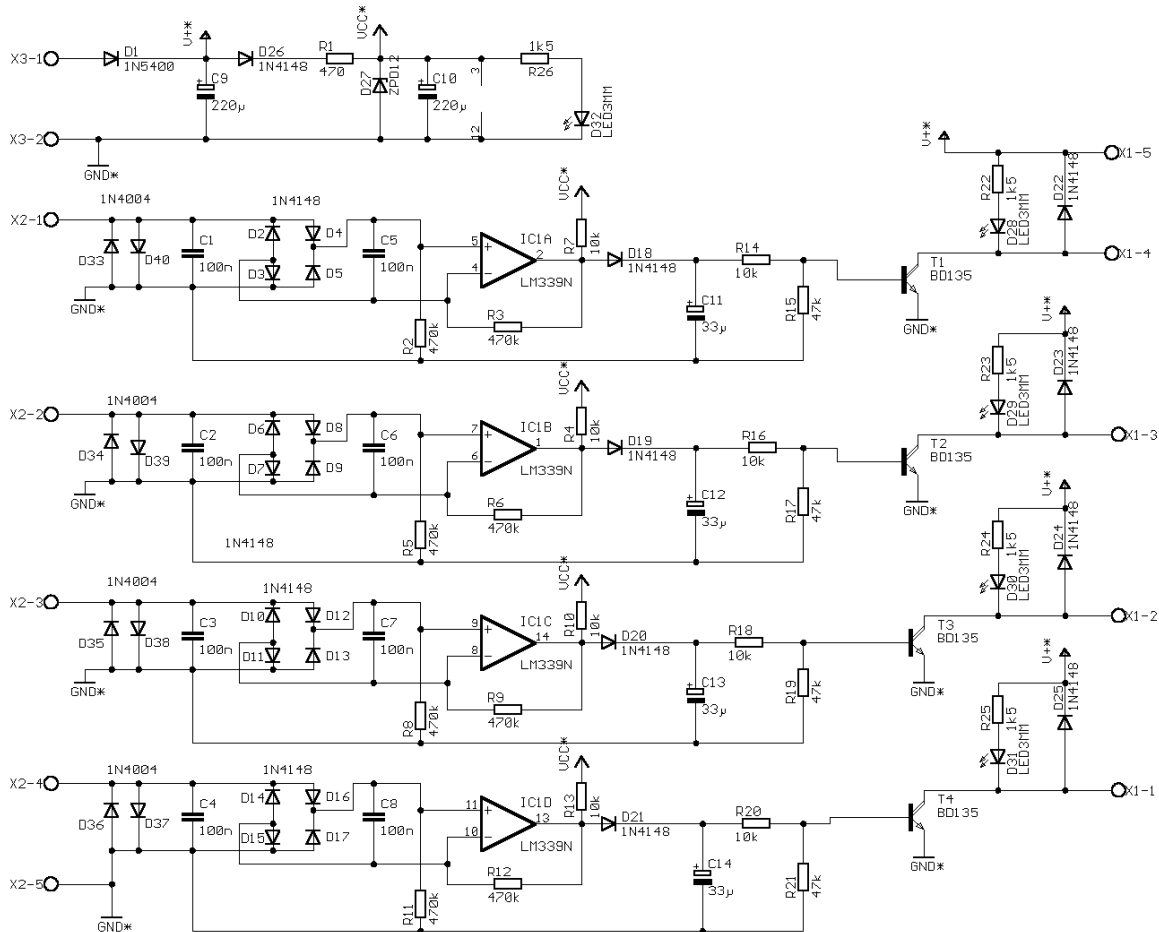 X3-1
D1
1N5400
V+*
D26
1N4148
R1
470
VCC*
D27
ZPD12
C9
220µ
C10
220µ
3
12
1k5
R26
D32
LED3MM
X3-2
GND*
X2-1
1N4004
1N4148
D33
D40
C1
100n
D2
D3
D4
D5
C5
100n
R2
470k
5
4
+
−
IC1A
2
LM339N
R3
470k
VCC*
R7
10k
D18
1N4148
C11
33µ
R14
10k
R15
47k
T1
BD135
GND*
V+*
R22
1k5
D28
LED3MM
D22
1N4148
X1-5
X1-4
GND*
X2-2
1N4004
D34
D39
C2
100n
D6
D7
D8
D9
C6
100n
R5
470k
7
6
+
−
IC1B
1
LM339N
R6
470k
VCC*
R4
10k
D19
1N4148
C12
33µ
R16
10k
R17
47k
T2
BD135
GND*
V+*
R23
1k5
D29
LED3MM
D23
1N4148
X1-3
GND*
1N4148
X2-3
1N4004
1N4148
D35
D38
C3
100n
D10
D11
D12
D13
C7
100n
R8
470k
9
8
+
−
IC1C
14
LM339N
R9
470k
VCC*
R10
10k
D20
1N4148
C13
33µ
R18
10k
R19
47k
T3
BD135
GND*
V+*
R24
1k5
D30
LED3MM
D24
1N4148
X1-2
GND*
X2-4
1N4004
1N4148
D36
D37
C4
100n
D14
D15
D16
D17
C8
100n
R11
470k
11
10
+
−
IC1D
13
LM339N
R12
470k
VCC*
R13
10k
D21
1N4148
C14
33µ
R20
10k
R21
47k
T4
BD135
GND*
V+*
R25
1k5
D31
LED3MM
D25
1N4148
X1-1
X2-5
GND*